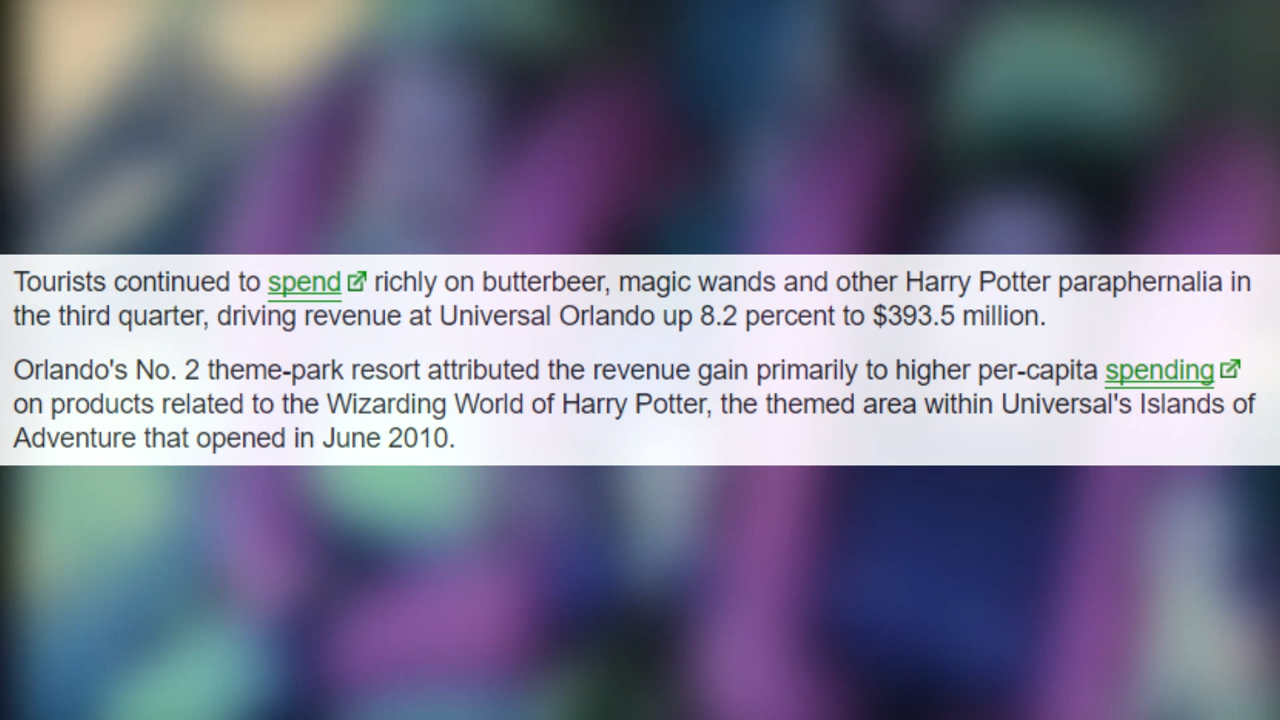 Tourists continued to spend richly on butterbeer, magic wands and other Harry Potter paraphernalia in
the third quarter, driving revenue at Universal Orlando up 8.2 percent to $393.5 million.
Orlando's No. 2 theme-park resort attributed the revenue gain primarily to higher per-capita spending
on products related to the Wizarding World of Harry Potter, the themed area within Universal's Islands of
Adventure that opened in June 2010.